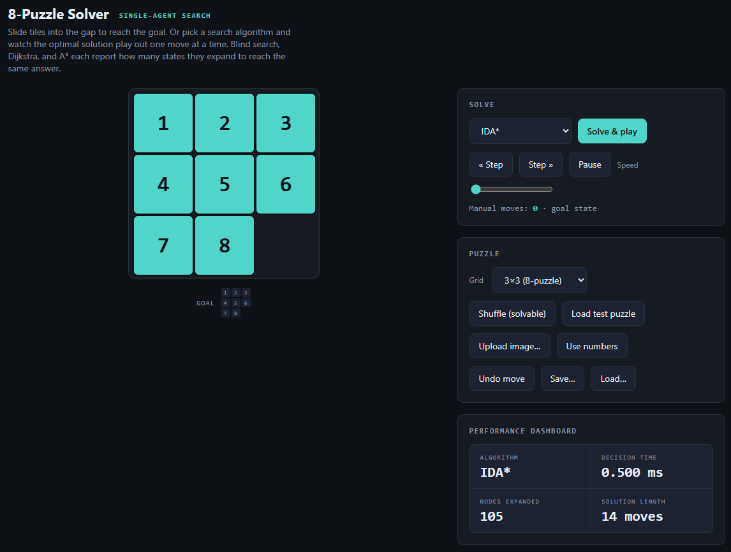 8-Puzzle Solver SINGLE-AGENT SEARCH
Slide tiles into the gap to reach the goal. Or pick a search algorithm and
watch the optimal solution play out one move at a time. Blind search,
Dijkstra, and A* each report how many states they expand to reach the
same answer.
1 2 3
4 5 6
7 8
GOAL
1 2 3
4 5 6
7 8
SOLVE
IDA* Solve & play
« Step Step » Pause Speed
Manual moves: 0 · goal state
PUZZLE
Grid 3×3 (8-puzzle)
Shuffle (solvable) Load test puzzle
Upload image... Use numbers
Undo move Save... Load...
PERFORMANCE DASHBOARD
ALGORITHM DECISION TIME
IDA* 0.500 ms
NODES EXPANDED SOLUTION LENGTH
105 14 moves